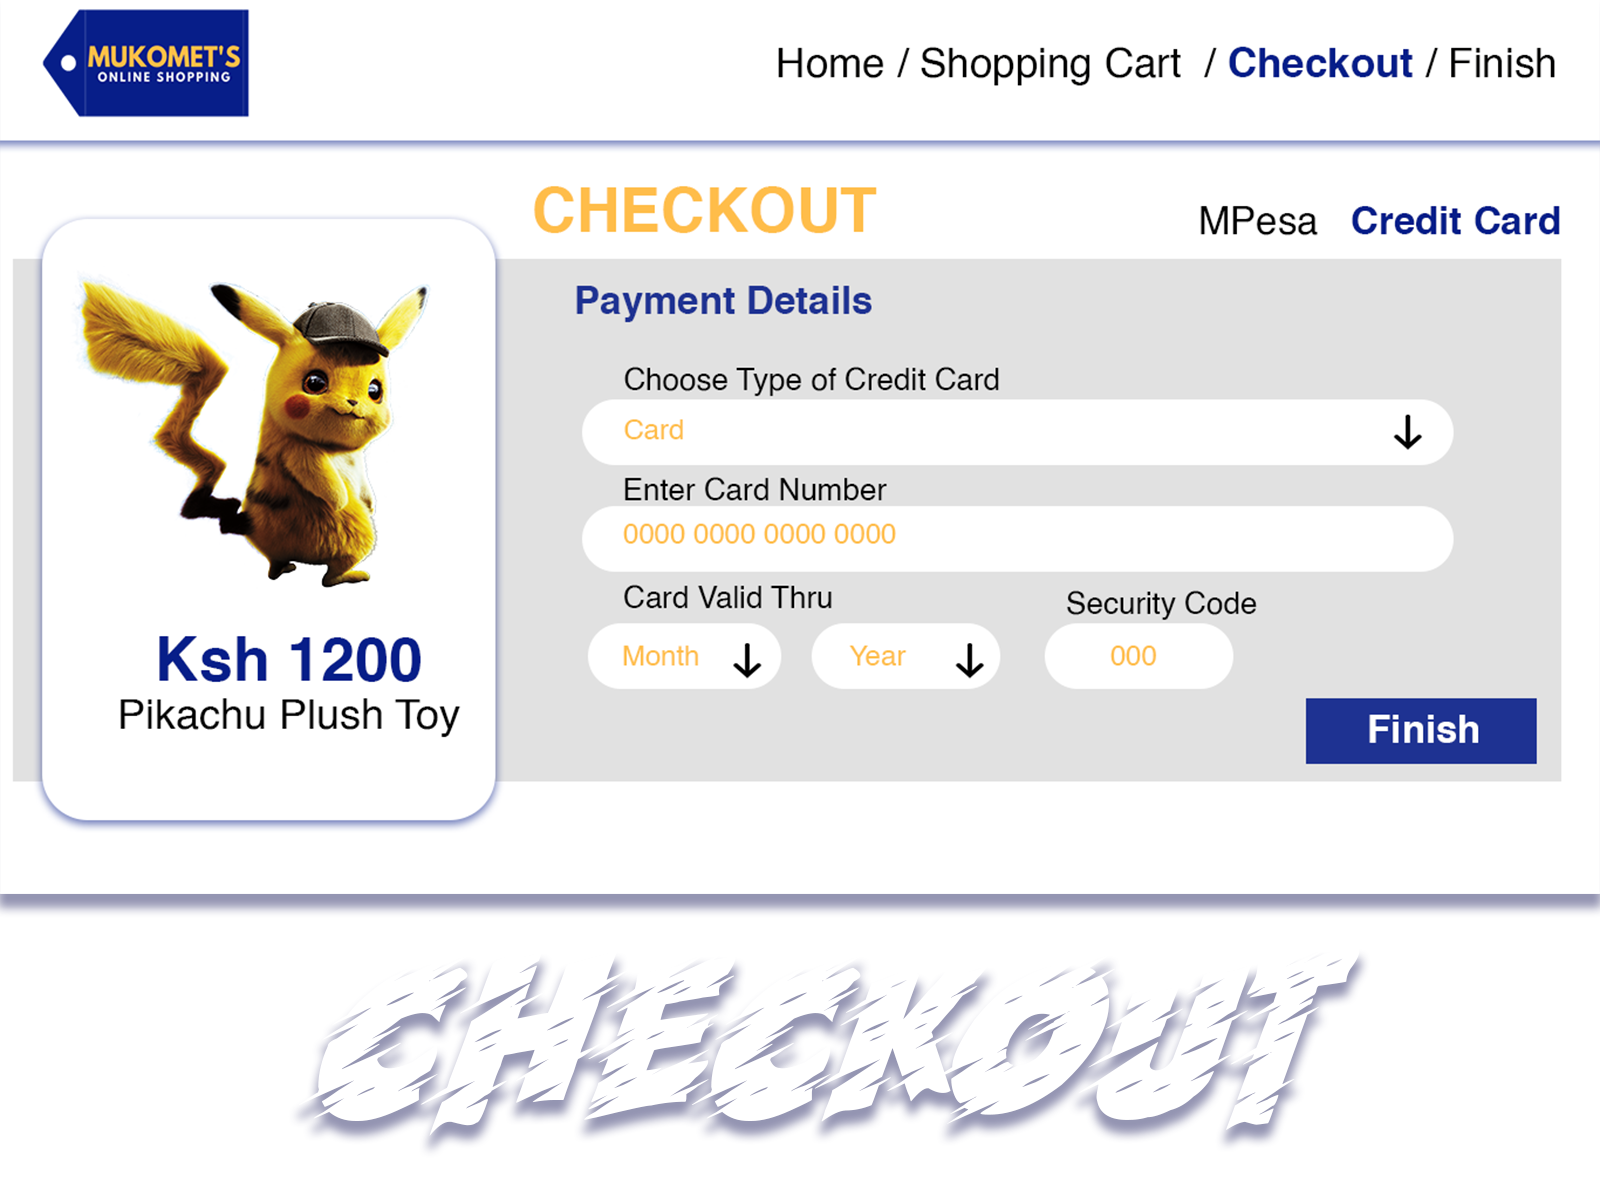 MUKOMET'S
ONLINE SHOPPING
Home / Shopping Cart / Checkout / Finish
CHECKOUT
MPesa Credit Card
Payment Details
Choose Type of Credit Card
Card
Enter Card Number
0000 0000 0000 0000
Card Valid Thru
Security Code
Month
Year
000
Ksh 1200
Pikachu Plush Toy
Finish
CHECKOUT